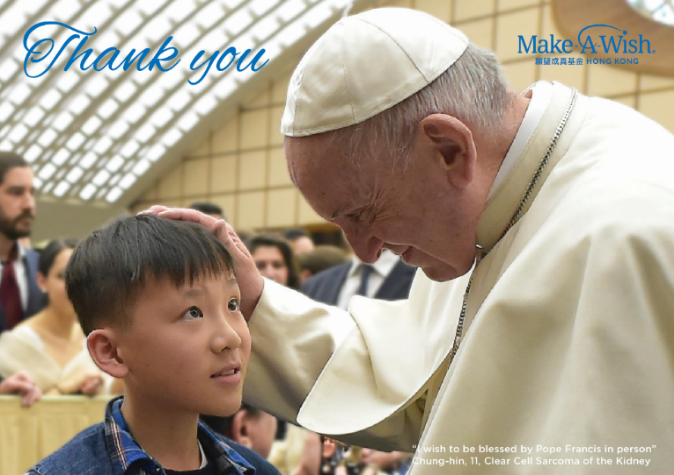 Thank you
Make-A-Wish®
願望成真基金 HONG KONG
"I wish to be blessed by Pope Francis in person"
Chung-hin, 11, Clear Cell Sarcoma of the Kidney